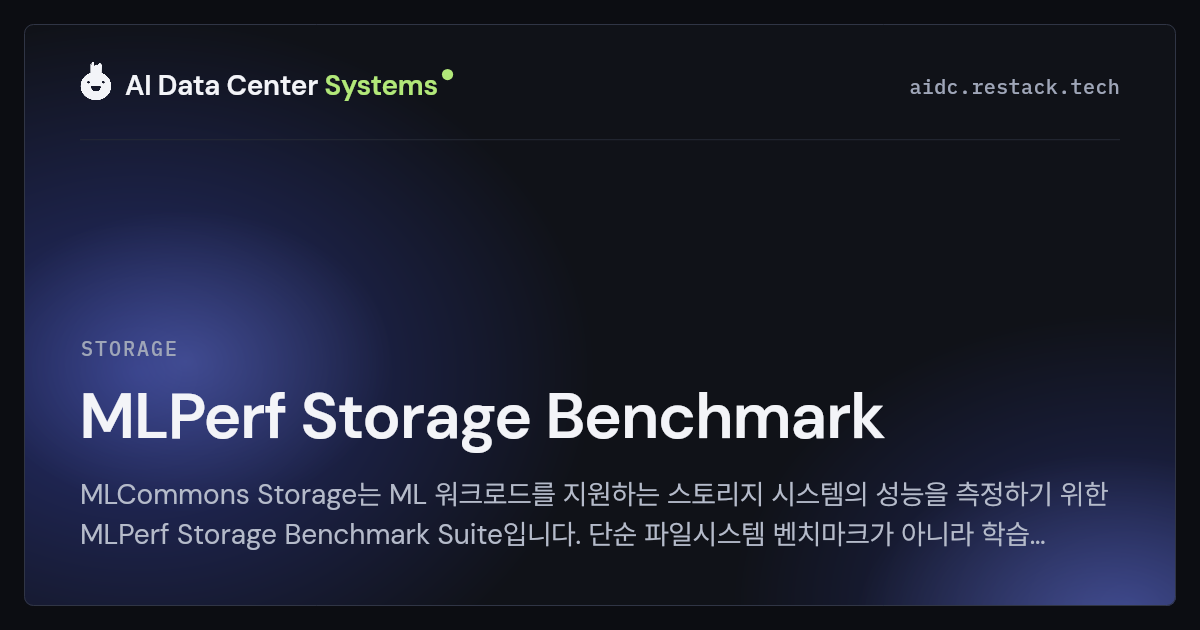 AI Data Center Systems
aidc.restack.tech
STORAGE
MLPerf Storage Benchmark
MLCommons Storage는 ML 워크로드를 지원하는 스토리지 시스템의 성능을 측정하기 위한
MLPerf Storage Benchmark Suite입니다. 단순 파일시스템 벤치마크가 아니라 학습...